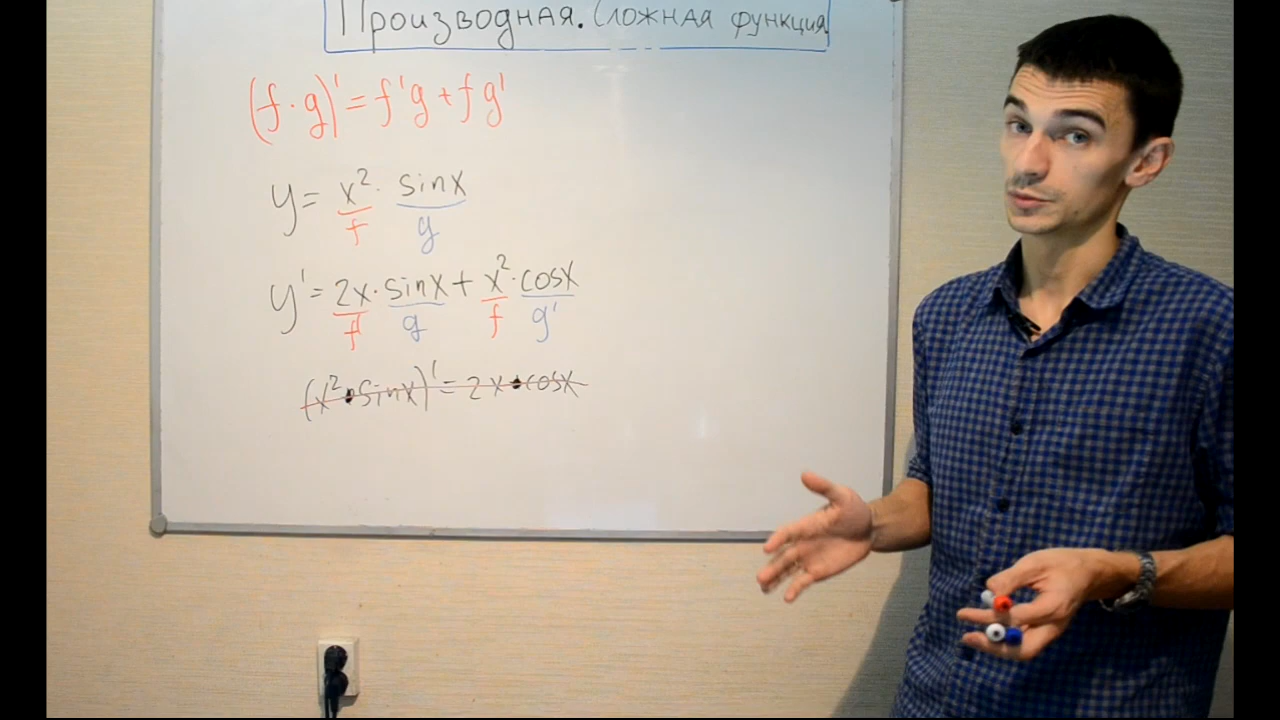 Производная. Сложная функция
(f · g)' = f'g + fg'
y = x² · sinx
f g
y' = 2x · sinx + x² · cosx
f' g f g'
(x² · sinx)' = 2x · cosx